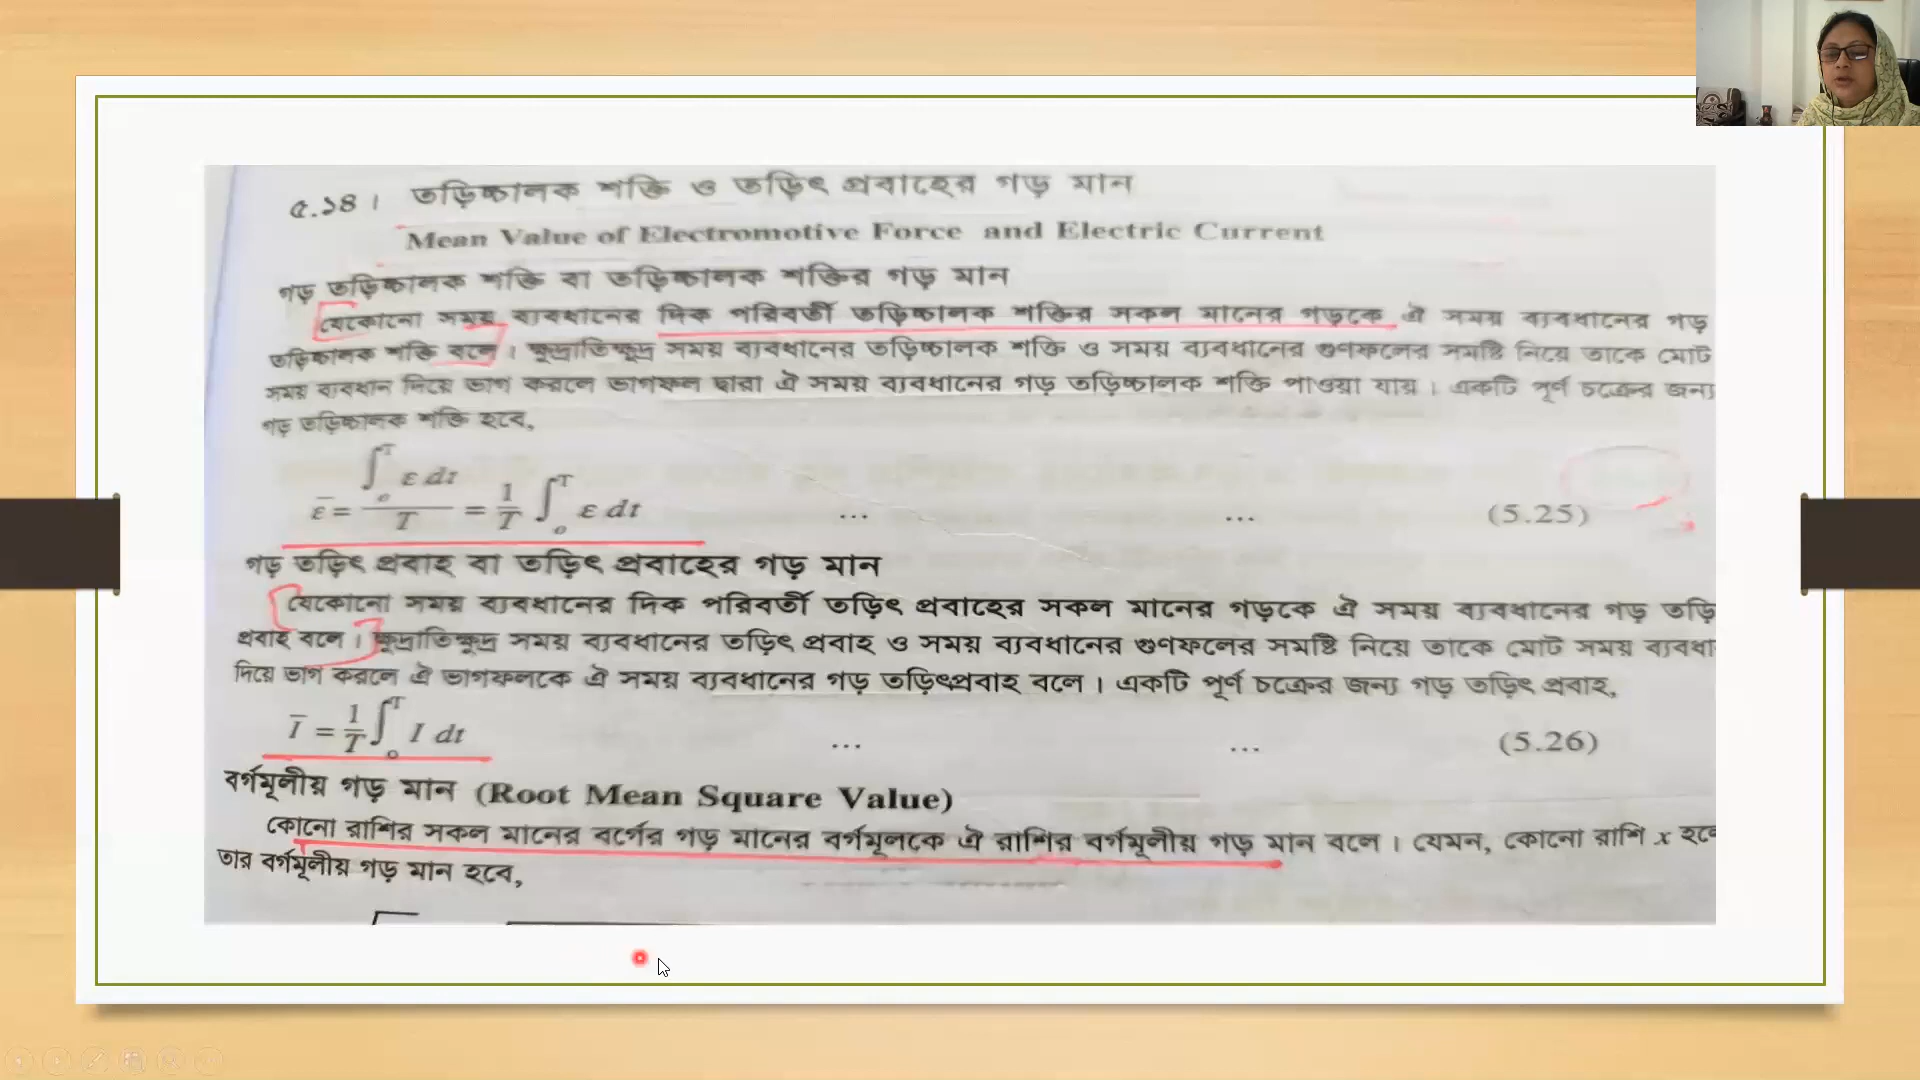 ৫.১৪। তড়িচ্চালক শক্তি ও তড়িৎ প্রবাহের গড় মান
Mean Value of Electromotive Force and Electric Current
গড় তড়িচ্চালক শক্তি বা তড়িচ্চালক শক্তির গড় মান
যেকোনো সময় ব্যবধানের দিক পরিবর্তী তড়িচ্চালক শক্তির সকল মানের গড়কে ঐ সময় ব্যবধানের গড়
তড়িচ্চালক শক্তি বলে। ক্ষুদ্রাতিক্ষুদ্র সময় ব্যবধানের তড়িচ্চালক শক্তি ও সময় ব্যবধানের গুণফলের সমষ্টি নিয়ে তাকে মোট
সময় ব্যবধান দিয়ে ভাগ করলে ভাগফল দ্বারা ঐ সময় ব্যবধানের গড় তড়িচ্চালক শক্তি পাওয়া যায়। একটি পূর্ণ চক্রের জন্য
গড় তড়িচ্চালক শক্তি হবে,
ε̅ = ∫₀ᵀ ε dt / T = 1/T ∫₀ᵀ ε dt ... ... (5.25)
গড় তড়িৎ প্রবাহ বা তড়িৎ প্রবাহের গড় মান
যেকোনো সময় ব্যবধানের দিক পরিবর্তী তড়িৎ প্রবাহের সকল মানের গড়কে ঐ সময় ব্যবধানের গড় তড়ি
প্রবাহ বলে। ক্ষুদ্রাতিক্ষুদ্র সময় ব্যবধানের তড়িৎ প্রবাহ ও সময় ব্যবধানের গুণফলের সমষ্টি নিয়ে তাকে মোট সময় ব্যবধা
দিয়ে ভাগ করলে ঐ ভাগফলকে ঐ সময় ব্যবধানের গড় তড়িৎপ্রবাহ বলে। একটি পূর্ণ চক্রের জন্য গড় তড়িৎ প্রবাহ,
I̅ = 1/T ∫₀ᵀ I dt ... ... (5.26)
বর্গমূলীয় গড় মান (Root Mean Square Value)
কোনো রাশির সকল মানের বর্গের গড় মানের বর্গমূলকে ঐ রাশির বর্গমূলীয় গড় মান বলে। যেমন, কোনো রাশি x হবে
তার বর্গমূলীয় গড় মান হবে,